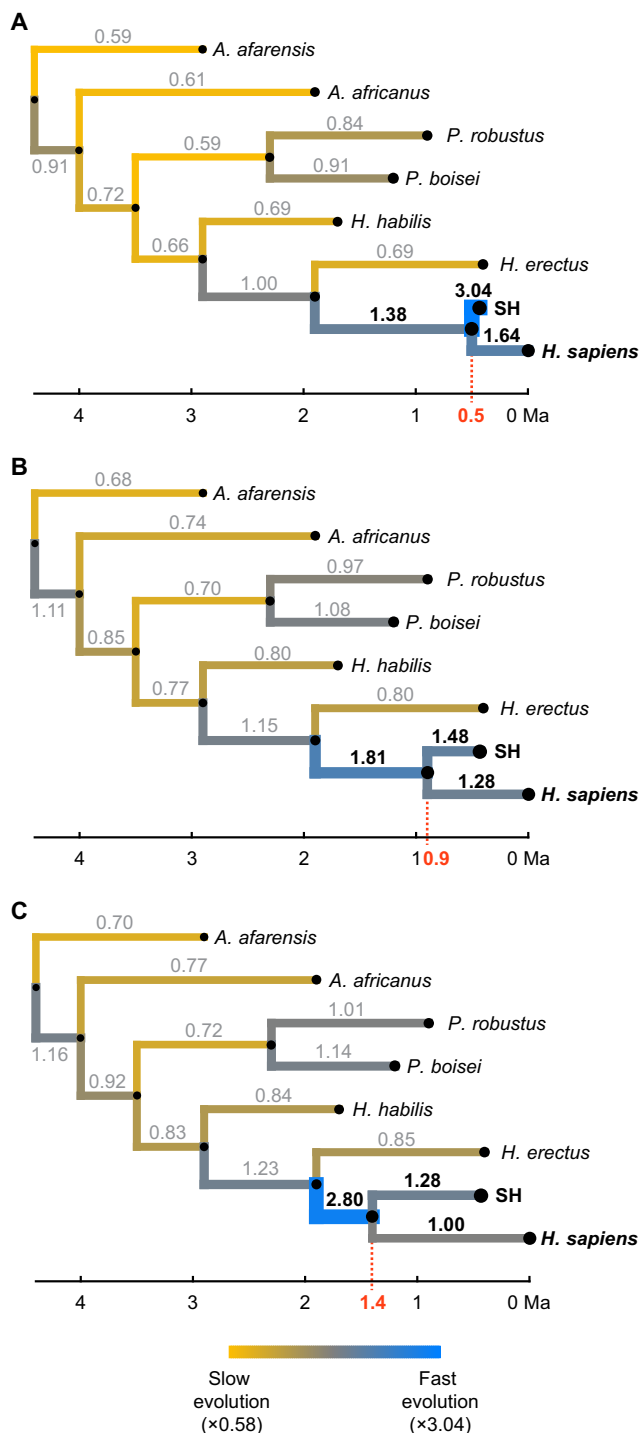 A
0.59
A. afarensis
0.61
A. africanus
0.84
P. robustus
0.59
0.91
0.91
P. boisei
0.72
0.69
H. habilis
0.66
0.69
H. erectus
1.00
3.04
SH
1.38
1.64
H. sapiens
4 3 2 1 0.5 0 Ma
B
0.68
A. afarensis
0.74
A. africanus
0.97
P. robustus
0.70
1.11
1.08
P. boisei
0.85
0.80
H. habilis
0.77
0.80
H. erectus
1.15
1.48
SH
1.81
1.28
H. sapiens
4 3 2 1 0.9 0 Ma
C
0.70
A. afarensis
0.77
A. africanus
1.01
P. robustus
0.72
1.16
1.14
P. boisei
0.92
0.84
H. habilis
0.83
0.85
H. erectus
1.23
1.28
SH
2.80
1.00
H. sapiens
4 3 2 1.4 1 0 Ma
Slow Fast
evolution evolution
(×0.58) (×3.04)